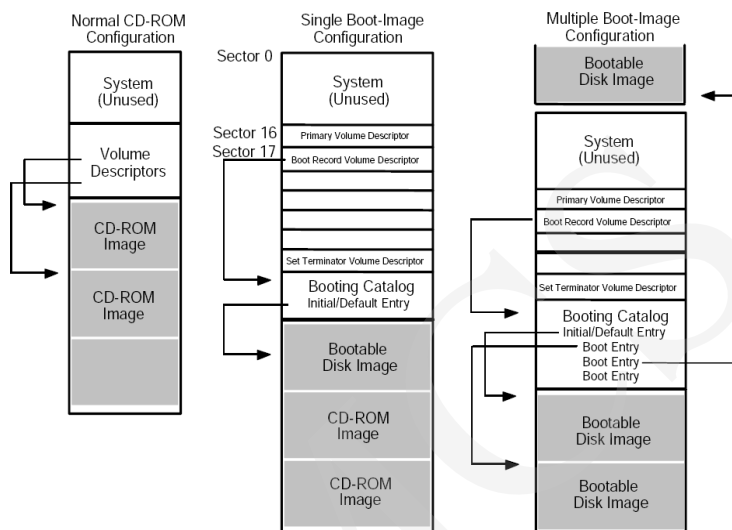 Normal CD-ROM
Configuration
System
(Unused)
Volume
Descriptors
CD-ROM
Image
CD-ROM
Image
Single Boot-Image
Configuration
Sector 0
System
(Unused)
Sector 16
Primary Volume Descriptor
Sector 17
Boot Record Volume Descriptor
Set Terminator Volume Descriptor
Booting Catalog
Initial/Default Entry
Bootable
Disk Image
CD-ROM
Image
CD-ROM
Image
Multiple Boot-Image
Configuration
Bootable
Disk Image
System
(Unused)
Primary Volume Descriptor
Boot Record Volume Descriptor
Set Terminator Volume Descriptor
Booting Catalog
Initial/Default Entry
Boot Entry
Boot Entry
Boot Entry
Bootable
Disk Image
Bootable
Disk Image